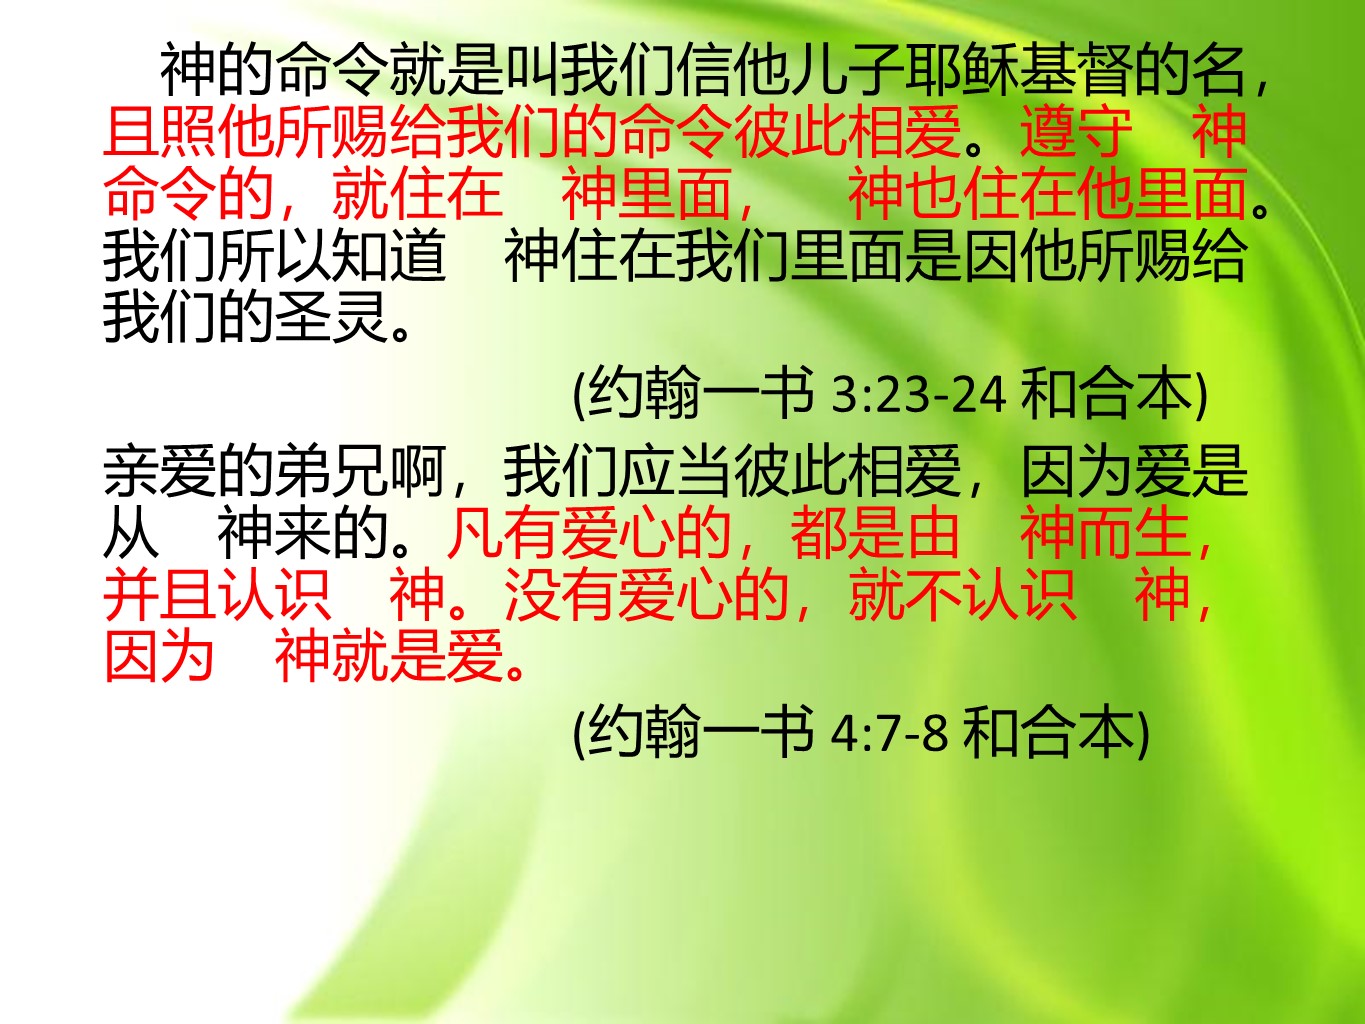 神的命令就是叫我们信他儿子耶稣基督的名，
且照他所赐给我们的命令彼此相爱。遵守　神
命令的，就住在　神里面，　神也住在他里面。
我们所以知道　神住在我们里面是因他所赐给
我们的圣灵。
(约翰一书 3:23-24 和合本)
亲爱的弟兄啊，我们应当彼此相爱，因为爱是
从　神来的。凡有爱心的，都是由　神而生，
并且认识　神。没有爱心的，就不认识　神，
因为　神就是爱。
(约翰一书 4:7-8 和合本)